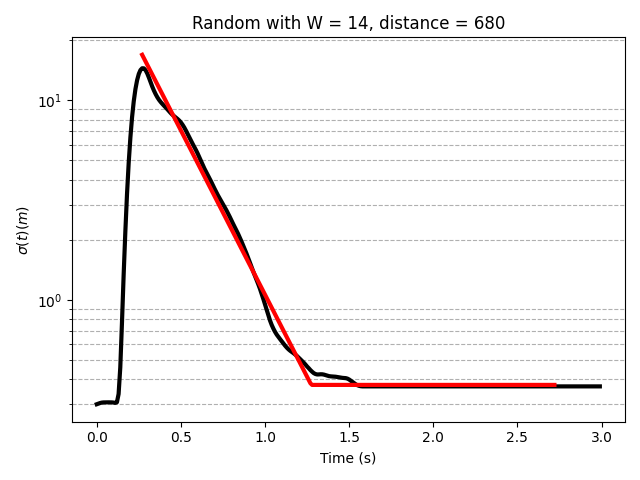 Random with W = 14, distance = 680
σ(t)(m)
10¹
10⁰
0.0 0.5 1.0 1.5 2.0 2.5 3.0
Time (s)